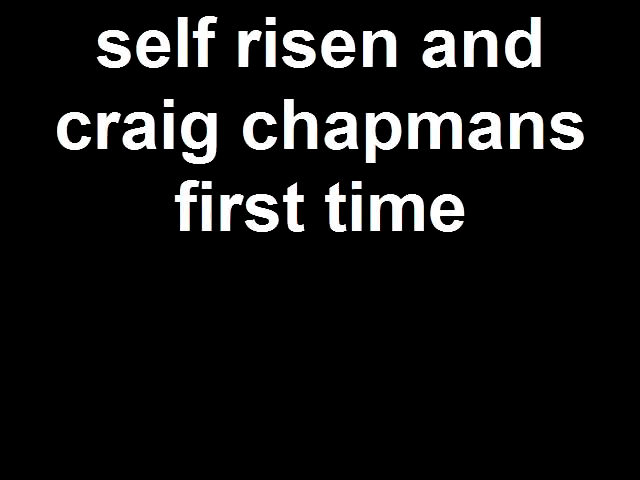 self risen and
craig chapmans
first time